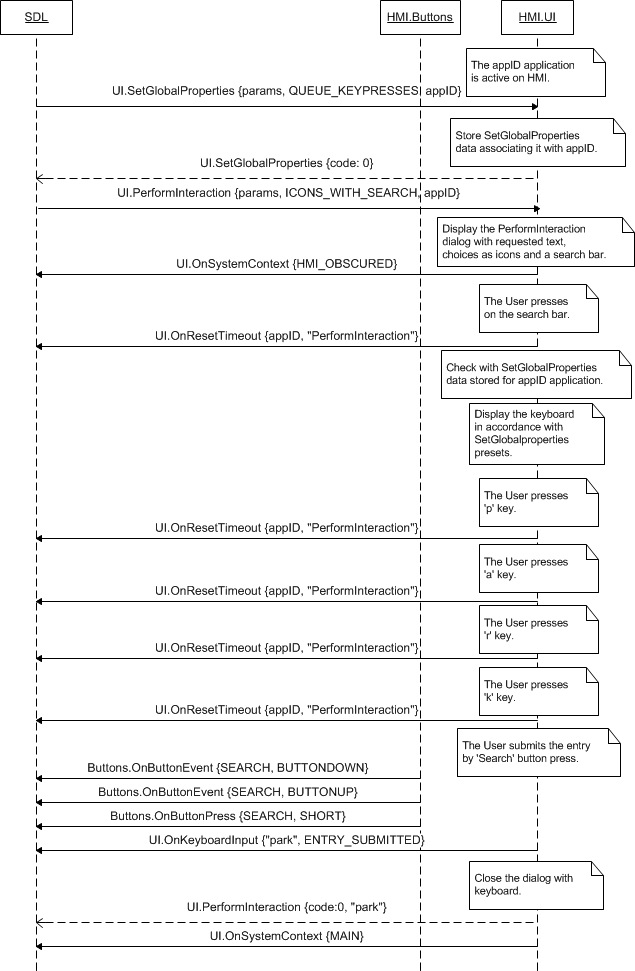 SDL
HMI.Buttons
HMI.UI
The appID application
is active on HMI.
UI.SetGlobalProperties {params, QUEUE_KEYPRESSES, appID}
Store SetGlobalProperties
data associating it with appID.
UI.SetGlobalProperties {code: 0}
UI.PerformInteraction {params, ICONS_WITH_SEARCH, appID}
Display the PerformInteraction
dialog with requested text,
choices as icons and a search bar.
UI.OnSystemContext {HMI_OBSCURED}
The User presses
on the search bar.
UI.OnResetTimeout {appID, "PerformInteraction"}
Check with SetGlobalProperties
data stored for appID application.
Display the keyboard
in accordance with
SetGlobalproperties
presets.
The User presses
'p' key.
UI.OnResetTimeout {appID, "PerformInteraction"}
The User presses
'a' key.
UI.OnResetTimeout {appID, "PerformInteraction"}
The User presses
'r' key.
UI.OnResetTimeout {appID, "PerformInteraction"}
The User presses
'k' key.
UI.OnResetTimeout {appID, "PerformInteraction"}
The User submits the entry
by 'Search' button press.
Buttons.OnButtonEvent {SEARCH, BUTTONDOWN}
Buttons.OnButtonEvent {SEARCH, BUTTONUP}
Buttons.OnButtonPress {SEARCH, SHORT}
UI.OnKeyboardInput {"park", ENTRY_SUBMITTED}
Close the dialog with
keyboard.
UI.PerformInteraction {code:0, "park"}
UI.OnSystemContext {MAIN}